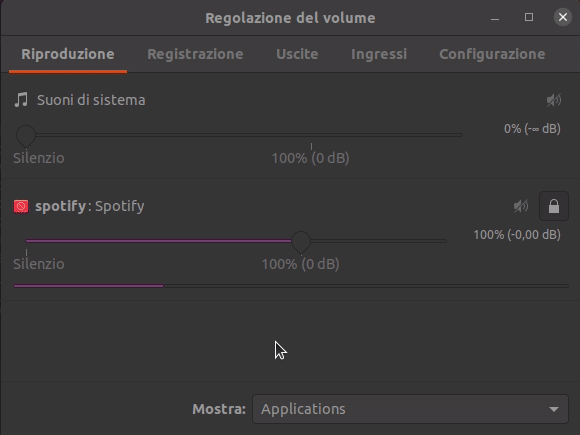 Regolazione del volume
Riproduzione Registrazione Uscite Ingressi Configurazione
Suoni di sistema
0% (-∞ dB)
Silenzio 100% (0 dB)
spotify: Spotify
100% (-0,00 dB)
Silenzio 100% (0 dB)
Mostra: Applications